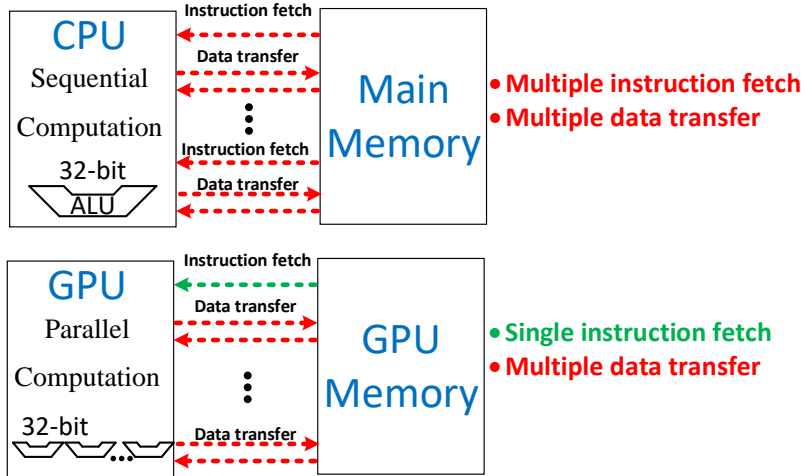 CPU
Sequential
Computation
32-bit
ALU
Instruction fetch
Data transfer
Instruction fetch
Data transfer
Main
Memory
• Multiple instruction fetch
• Multiple data transfer
GPU
Parallel
Computation
32-bit
...
Instruction fetch
Data transfer
Data transfer
GPU
Memory
• Single instruction fetch
• Multiple data transfer